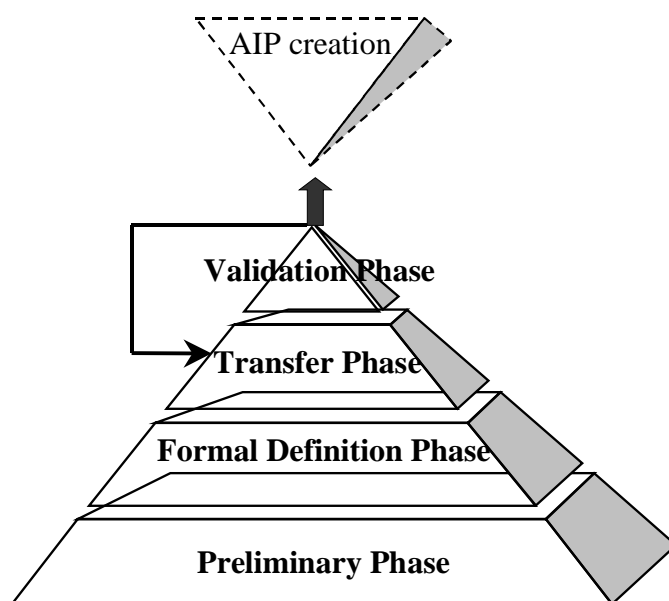 AIP creation
Validation Phase
Transfer Phase
Formal Definition Phase
Preliminary Phase